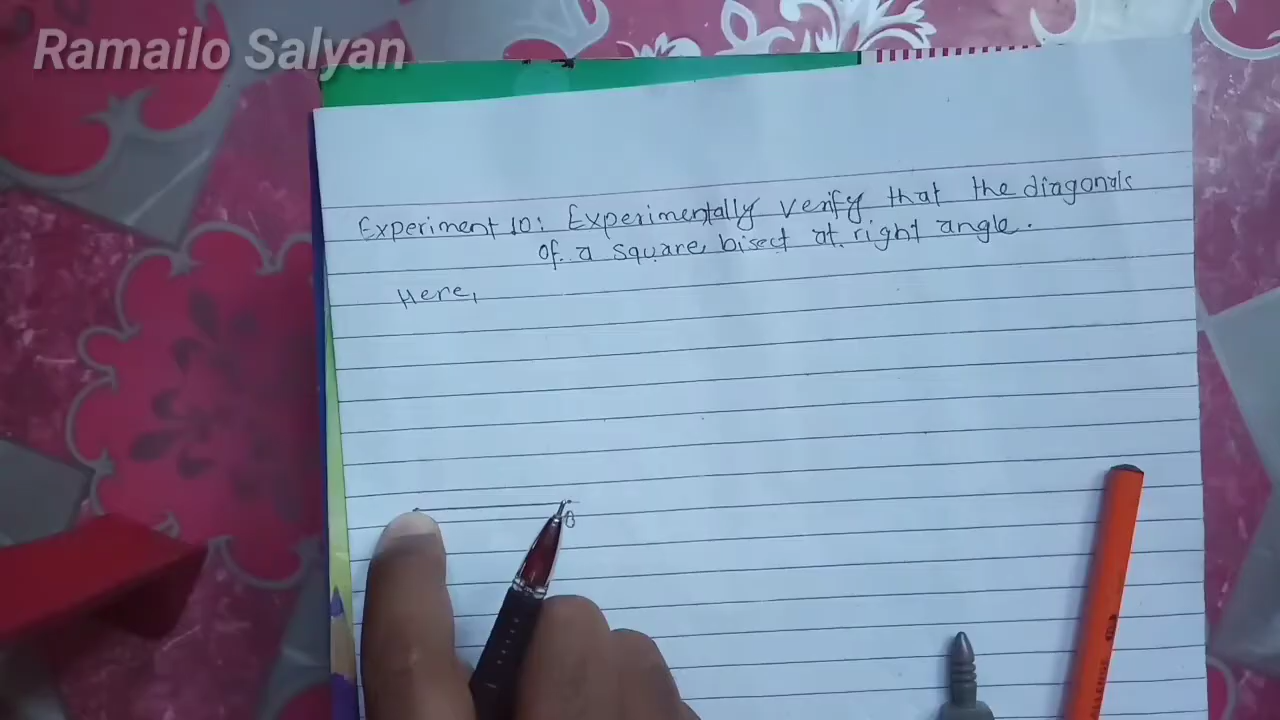 Ramailo Salyan
Experiment 10: Experimentally verify that the diagonals
of a square bisect at right angle.
Here,